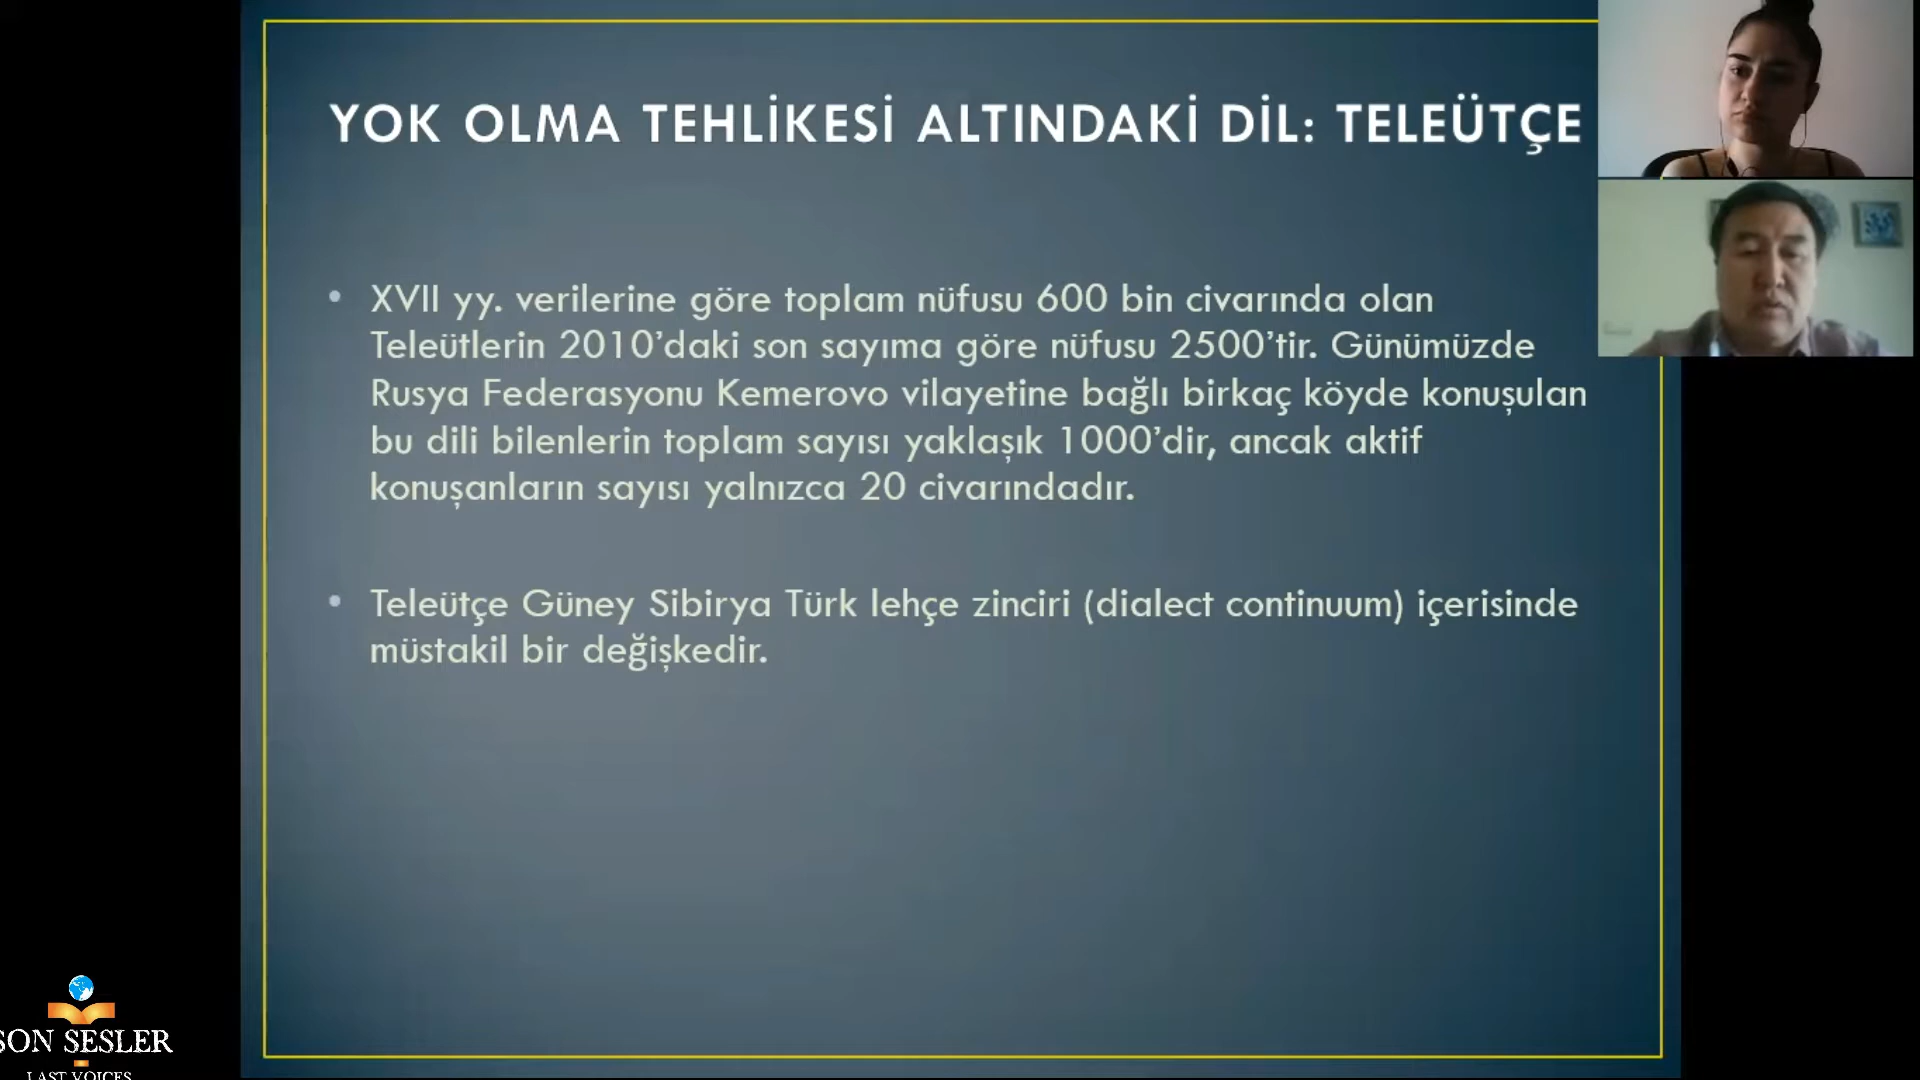 YOK OLMA TEHLİKESİ ALTINDAKİ DİL: TELEÜTÇE
• XVII yy. verilerine göre toplam nüfusu 600 bin civarında olan
Teleütlerin 2010’daki son sayıma göre nüfusu 2500’tir. Günümüzde
Rusya Federasyonu Kemerovo vilayetine bağlı birkaç köyde konuşulan
bu dili bilenlerin toplam sayısı yaklaşık 1000’dir, ancak aktif
konuşanların sayısı yalnızca 20 civarındadır.
• Teleütçe Güney Sibirya Türk lehçe zinciri (dialect continuum) içerisinde
müstakil bir değişkedir.
SON SESLER
LAST VOICES